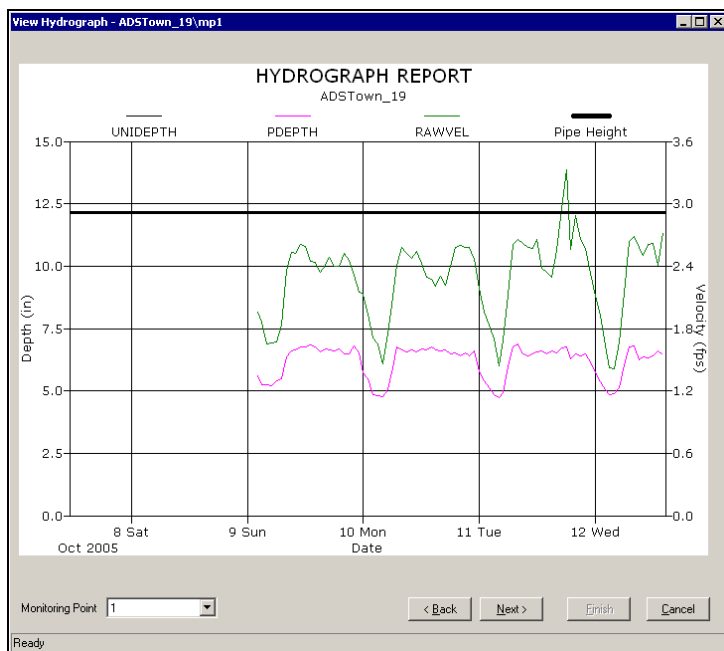 View Hydrograph - ADSTown_19\mp1
HYDROGRAPH REPORT
ADSTown_19
UNIDEPTH PDEPTH RAWVEL Pipe Height
15.0 3.6
12.5 3.0
10.0 2.4
7.5 1.8
5.0 1.2
2.5 0.6
0.0 0.0
Depth (in)
Velocity (fps)
8 Sat 9 Sun 10 Mon 11 Tue 12 Wed
Oct 2005 Date
Monitoring Point 1 < Back Next > Finish Cancel
Ready